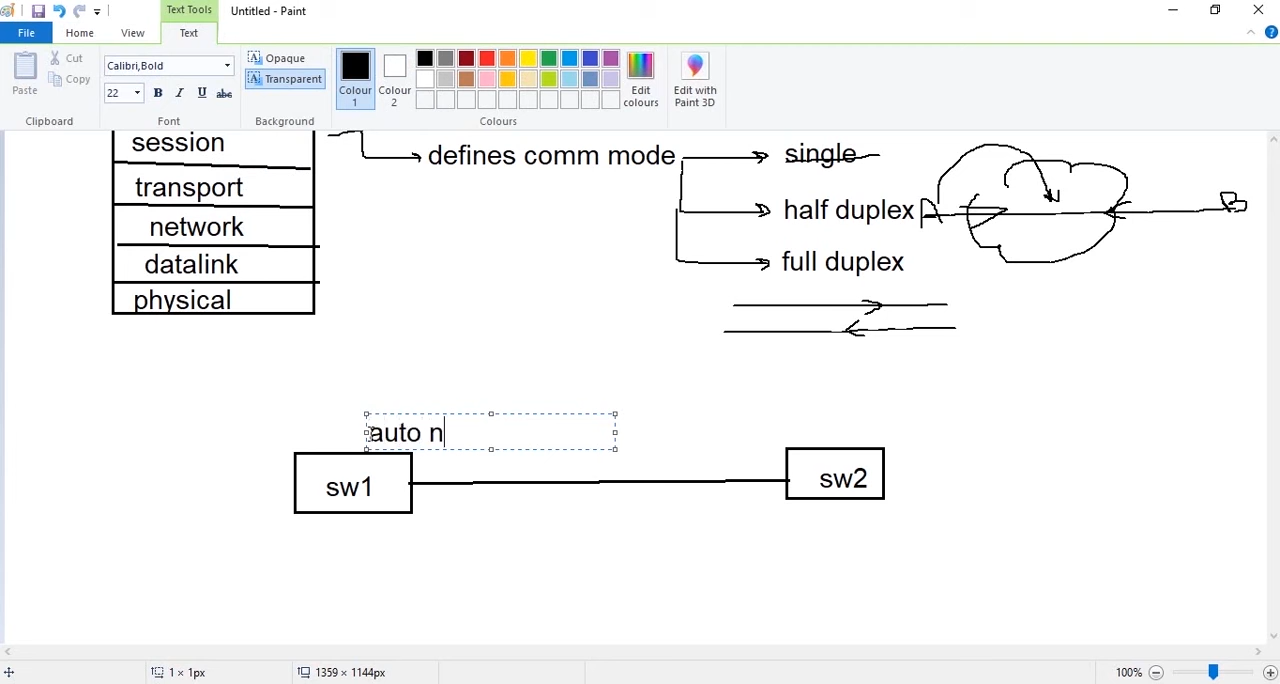 Text Tools
Untitled - Paint
File
Home
View
Text
Paste
Cut
Copy
Clipboard
Calibri,Bold
22
B I U abc
Font
Opaque
Transparent
Background
Colour 1
Colour 2
Edit colours
Colours
Edit with Paint 3D
session
transport
network
datalink
physical
defines comm mode
single
half duplex
full duplex
A
B
auto n
sw1
sw2
1 × 1px
1359 × 1144px
100%